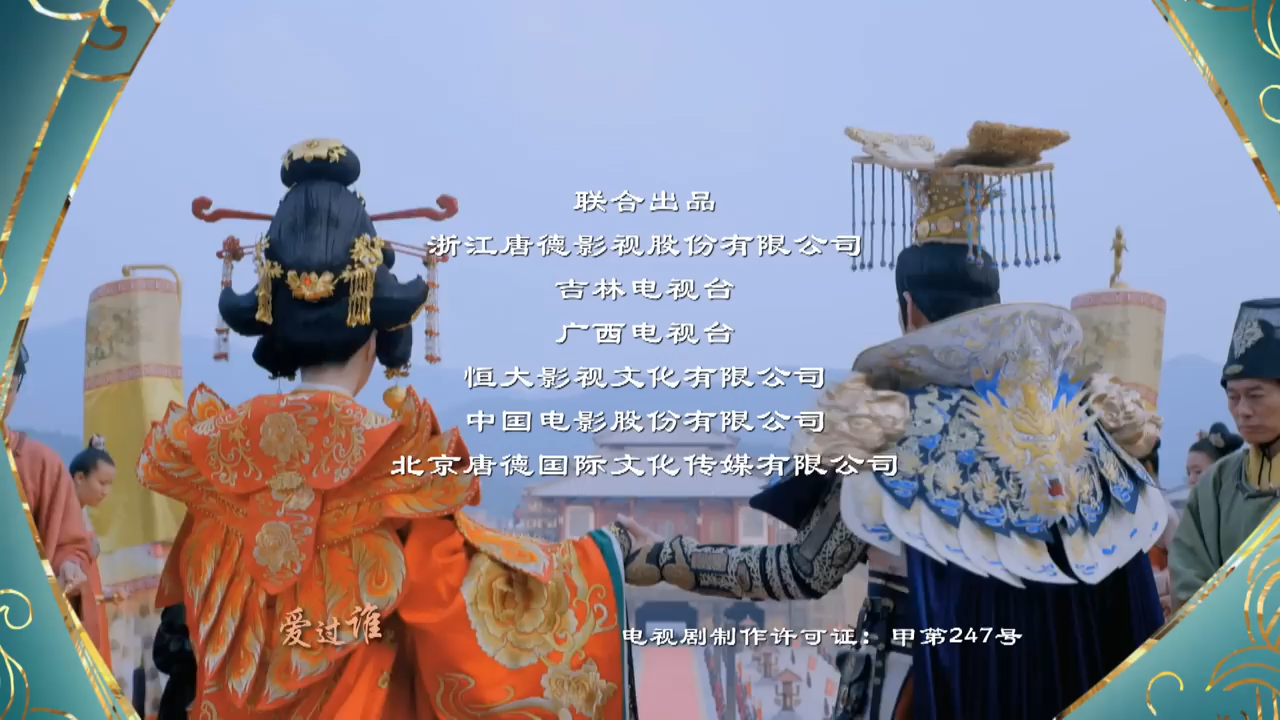 联合出品
浙江唐德影视股份有限公司
吉林电视台
广西电视台
恒大影视文化有限公司
中国电影股份有限公司
北京唐德国际文化传媒有限公司
爱过谁
电视剧制作许可证：甲第247号